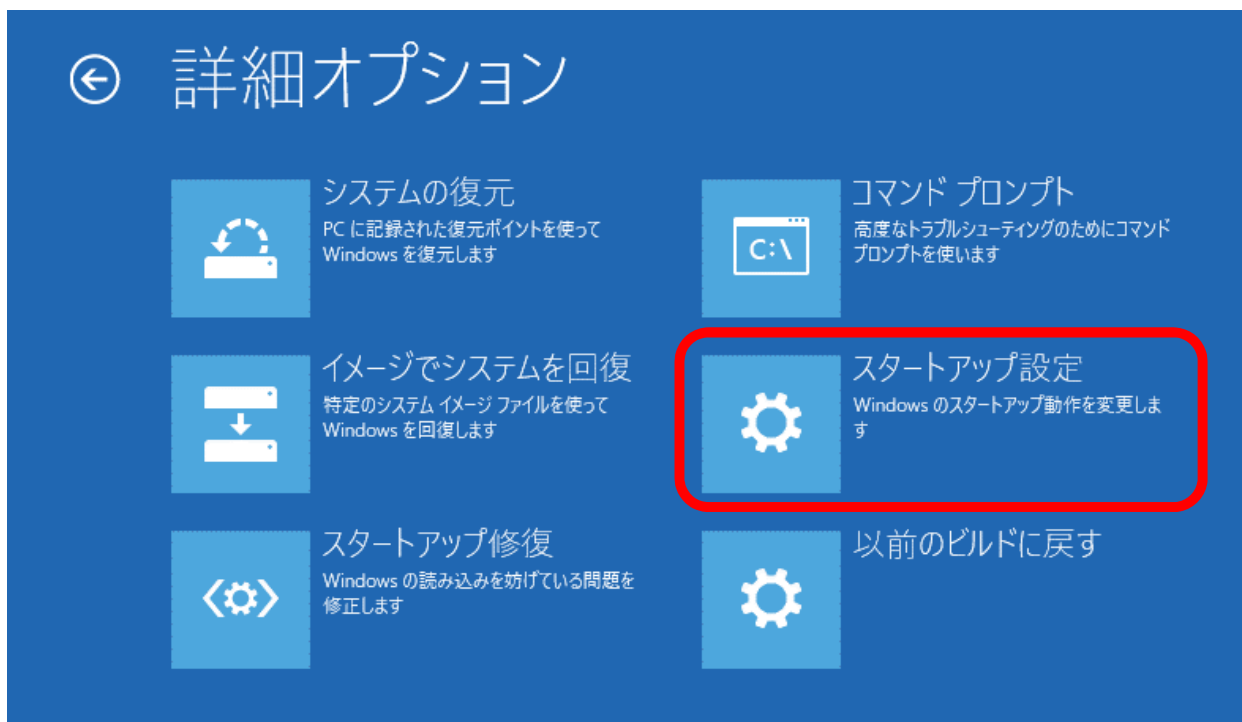 詳細オプション
システムの復元
PC に記録された復元ポイントを使って
Windows を復元します
コマンド プロンプト
高度なトラブルシューティングのためにコマンド
プロンプトを使います
C:\
イメージでシステムを回復
特定のシステム イメージ ファイルを使って
Windows を回復します
スタートアップ設定
Windows のスタートアップ動作を変更しま
す
スタートアップ修復
Windows の読み込みを妨げている問題を
修正します
以前のビルドに戻す